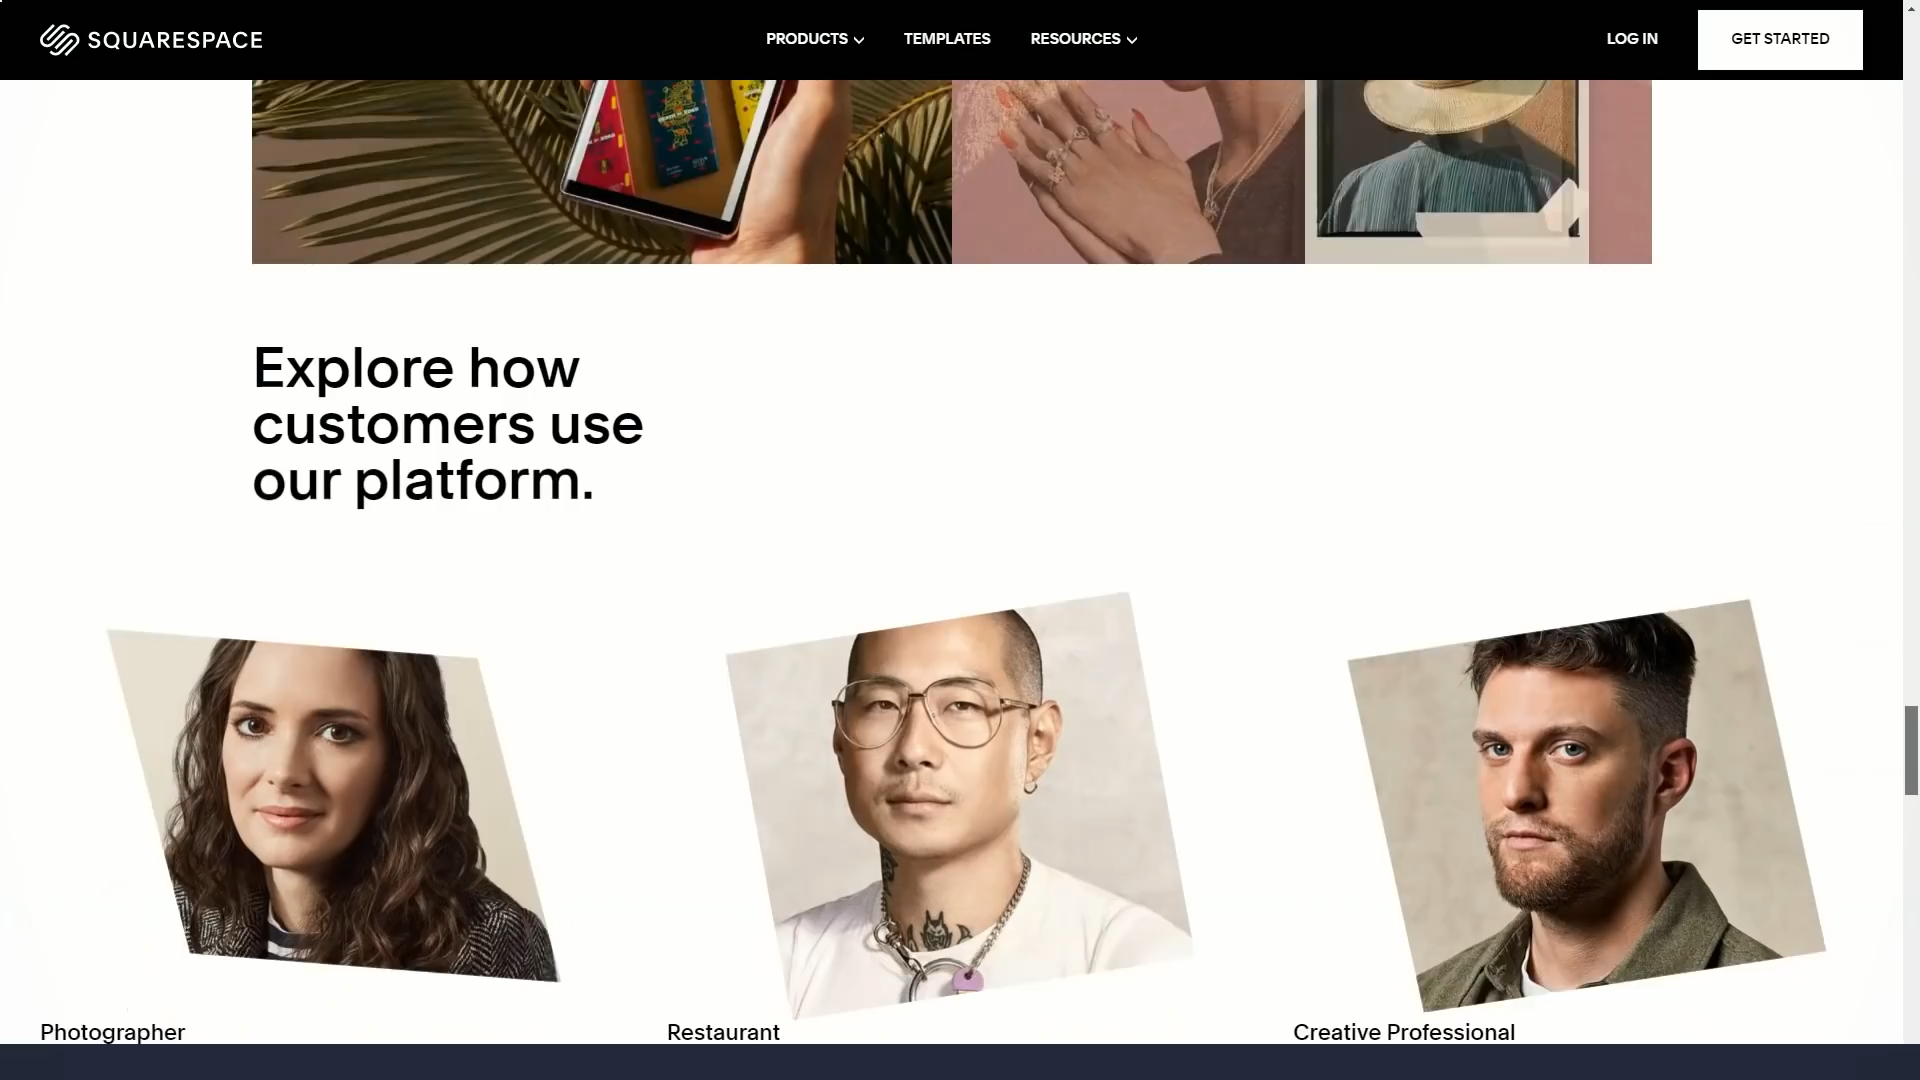 SQUARESPACE
PRODUCTS
TEMPLATES
RESOURCES
LOG IN
GET STARTED
Explore how
customers use
our platform.
Photographer
Restaurant
Creative Professional